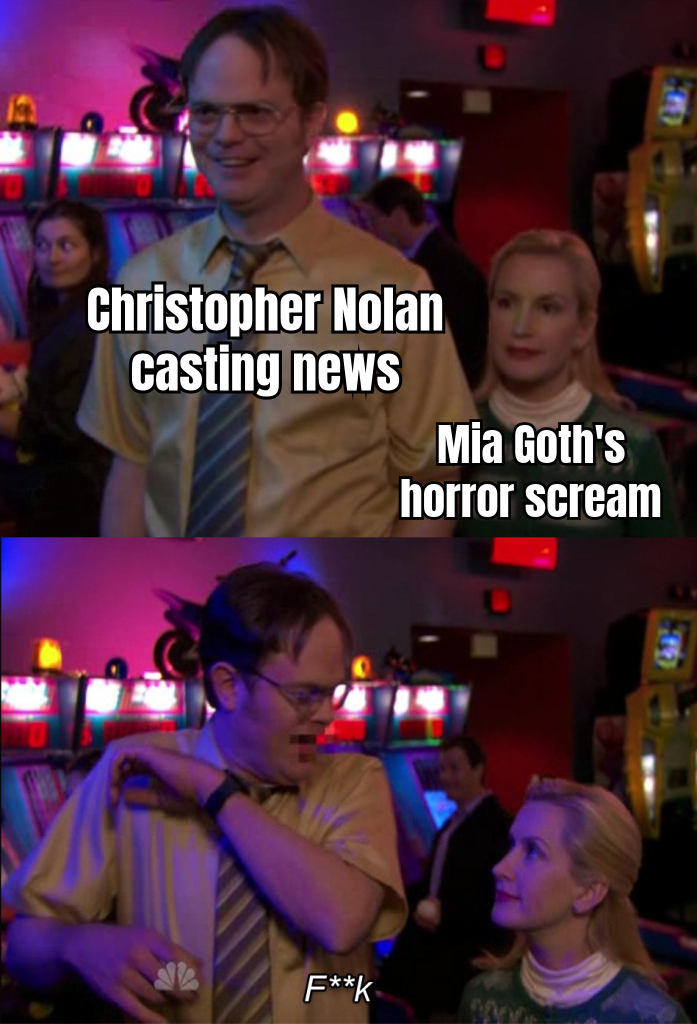 Christopher Nolan
casting news
Mia Goth's
horror scream
F**k